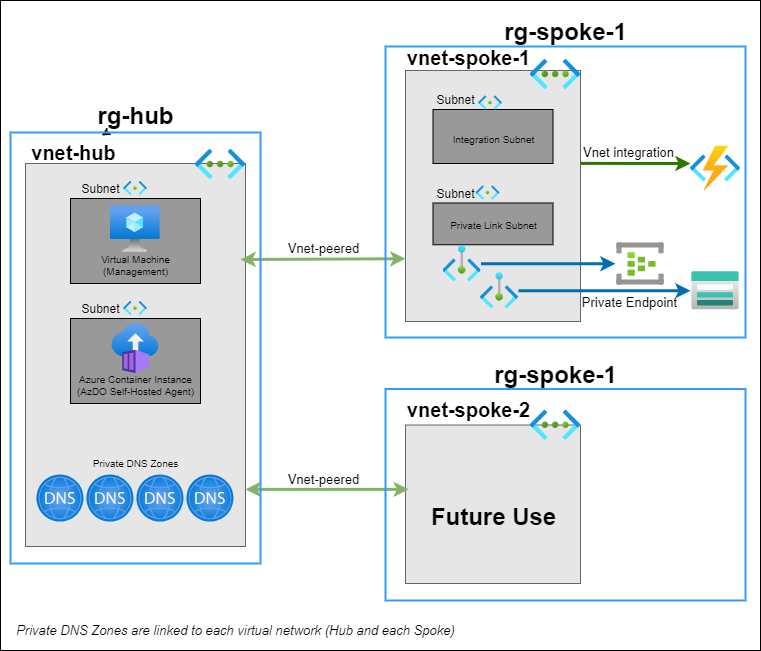 rg-hub
vnet-hub
Subnet
Virtual Machine
(Management)
Subnet
Azure Container Instance
(AzDO Self-Hosted Agent)
Private DNS Zones
DNS
DNS
DNS
DNS
Vnet-peered
Vnet-peered
rg-spoke-1
vnet-spoke-1
Subnet
Integration Subnet
Vnet integration
Subnet
Private Link Subnet
Private Endpoint
rg-spoke-1
vnet-spoke-2
Future Use
Private DNS Zones are linked to each virtual network (Hub and each Spoke)